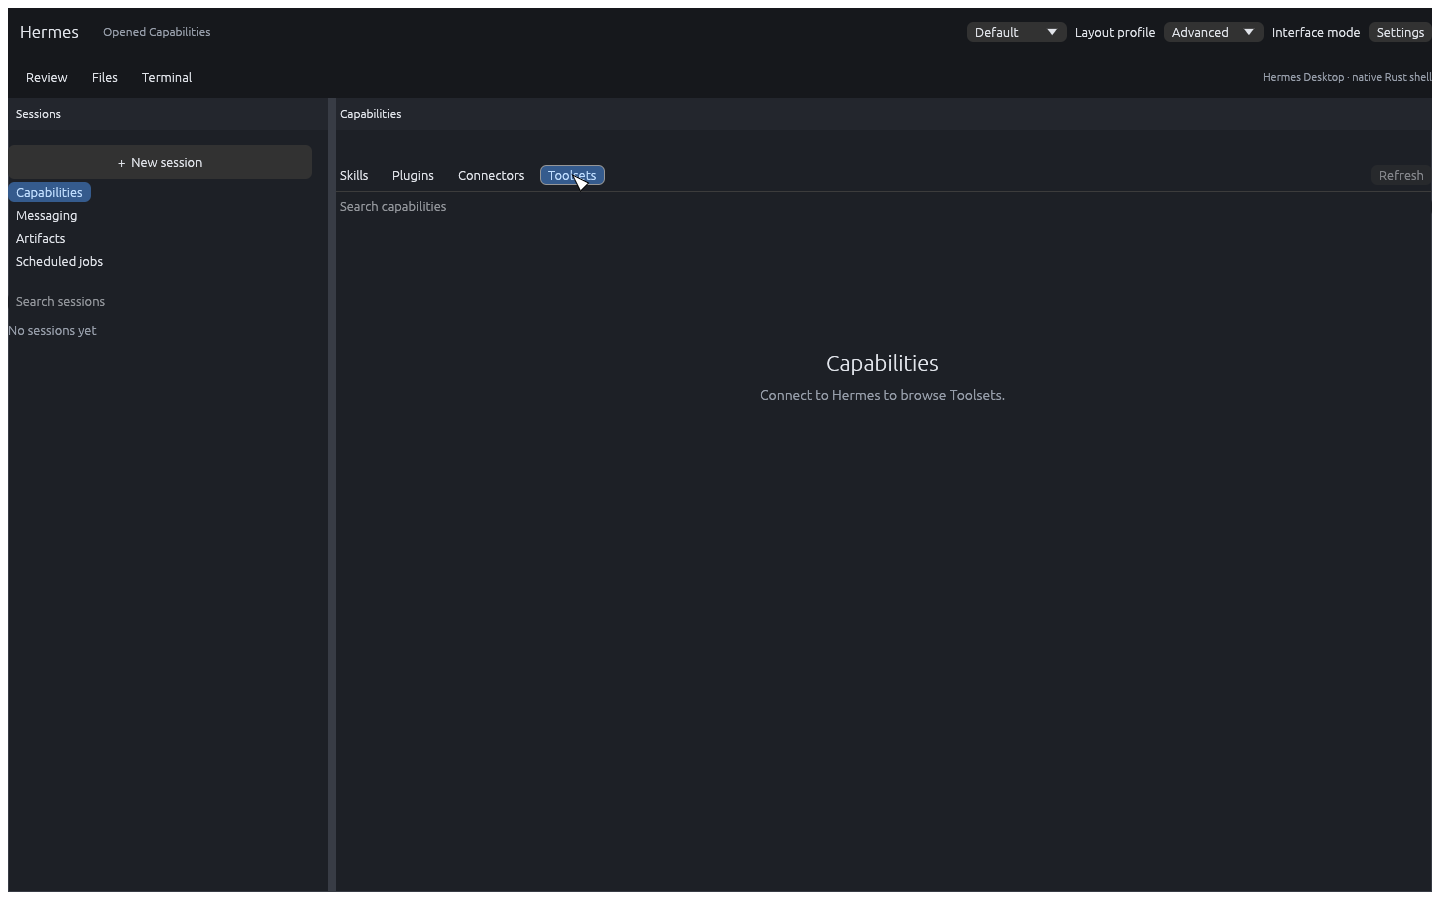 Hermes Opened Capabilities Default Layout profile Advanced Interface mode Settings
Review Files Terminal Hermes Desktop · native Rust shell
Sessions
+ New session
Capabilities
Messaging
Artifacts
Scheduled jobs
Search sessions
No sessions yet
Capabilities
Skills Plugins Connectors Toolsets Refresh
Search capabilities
Capabilities
Connect to Hermes to browse Toolsets.